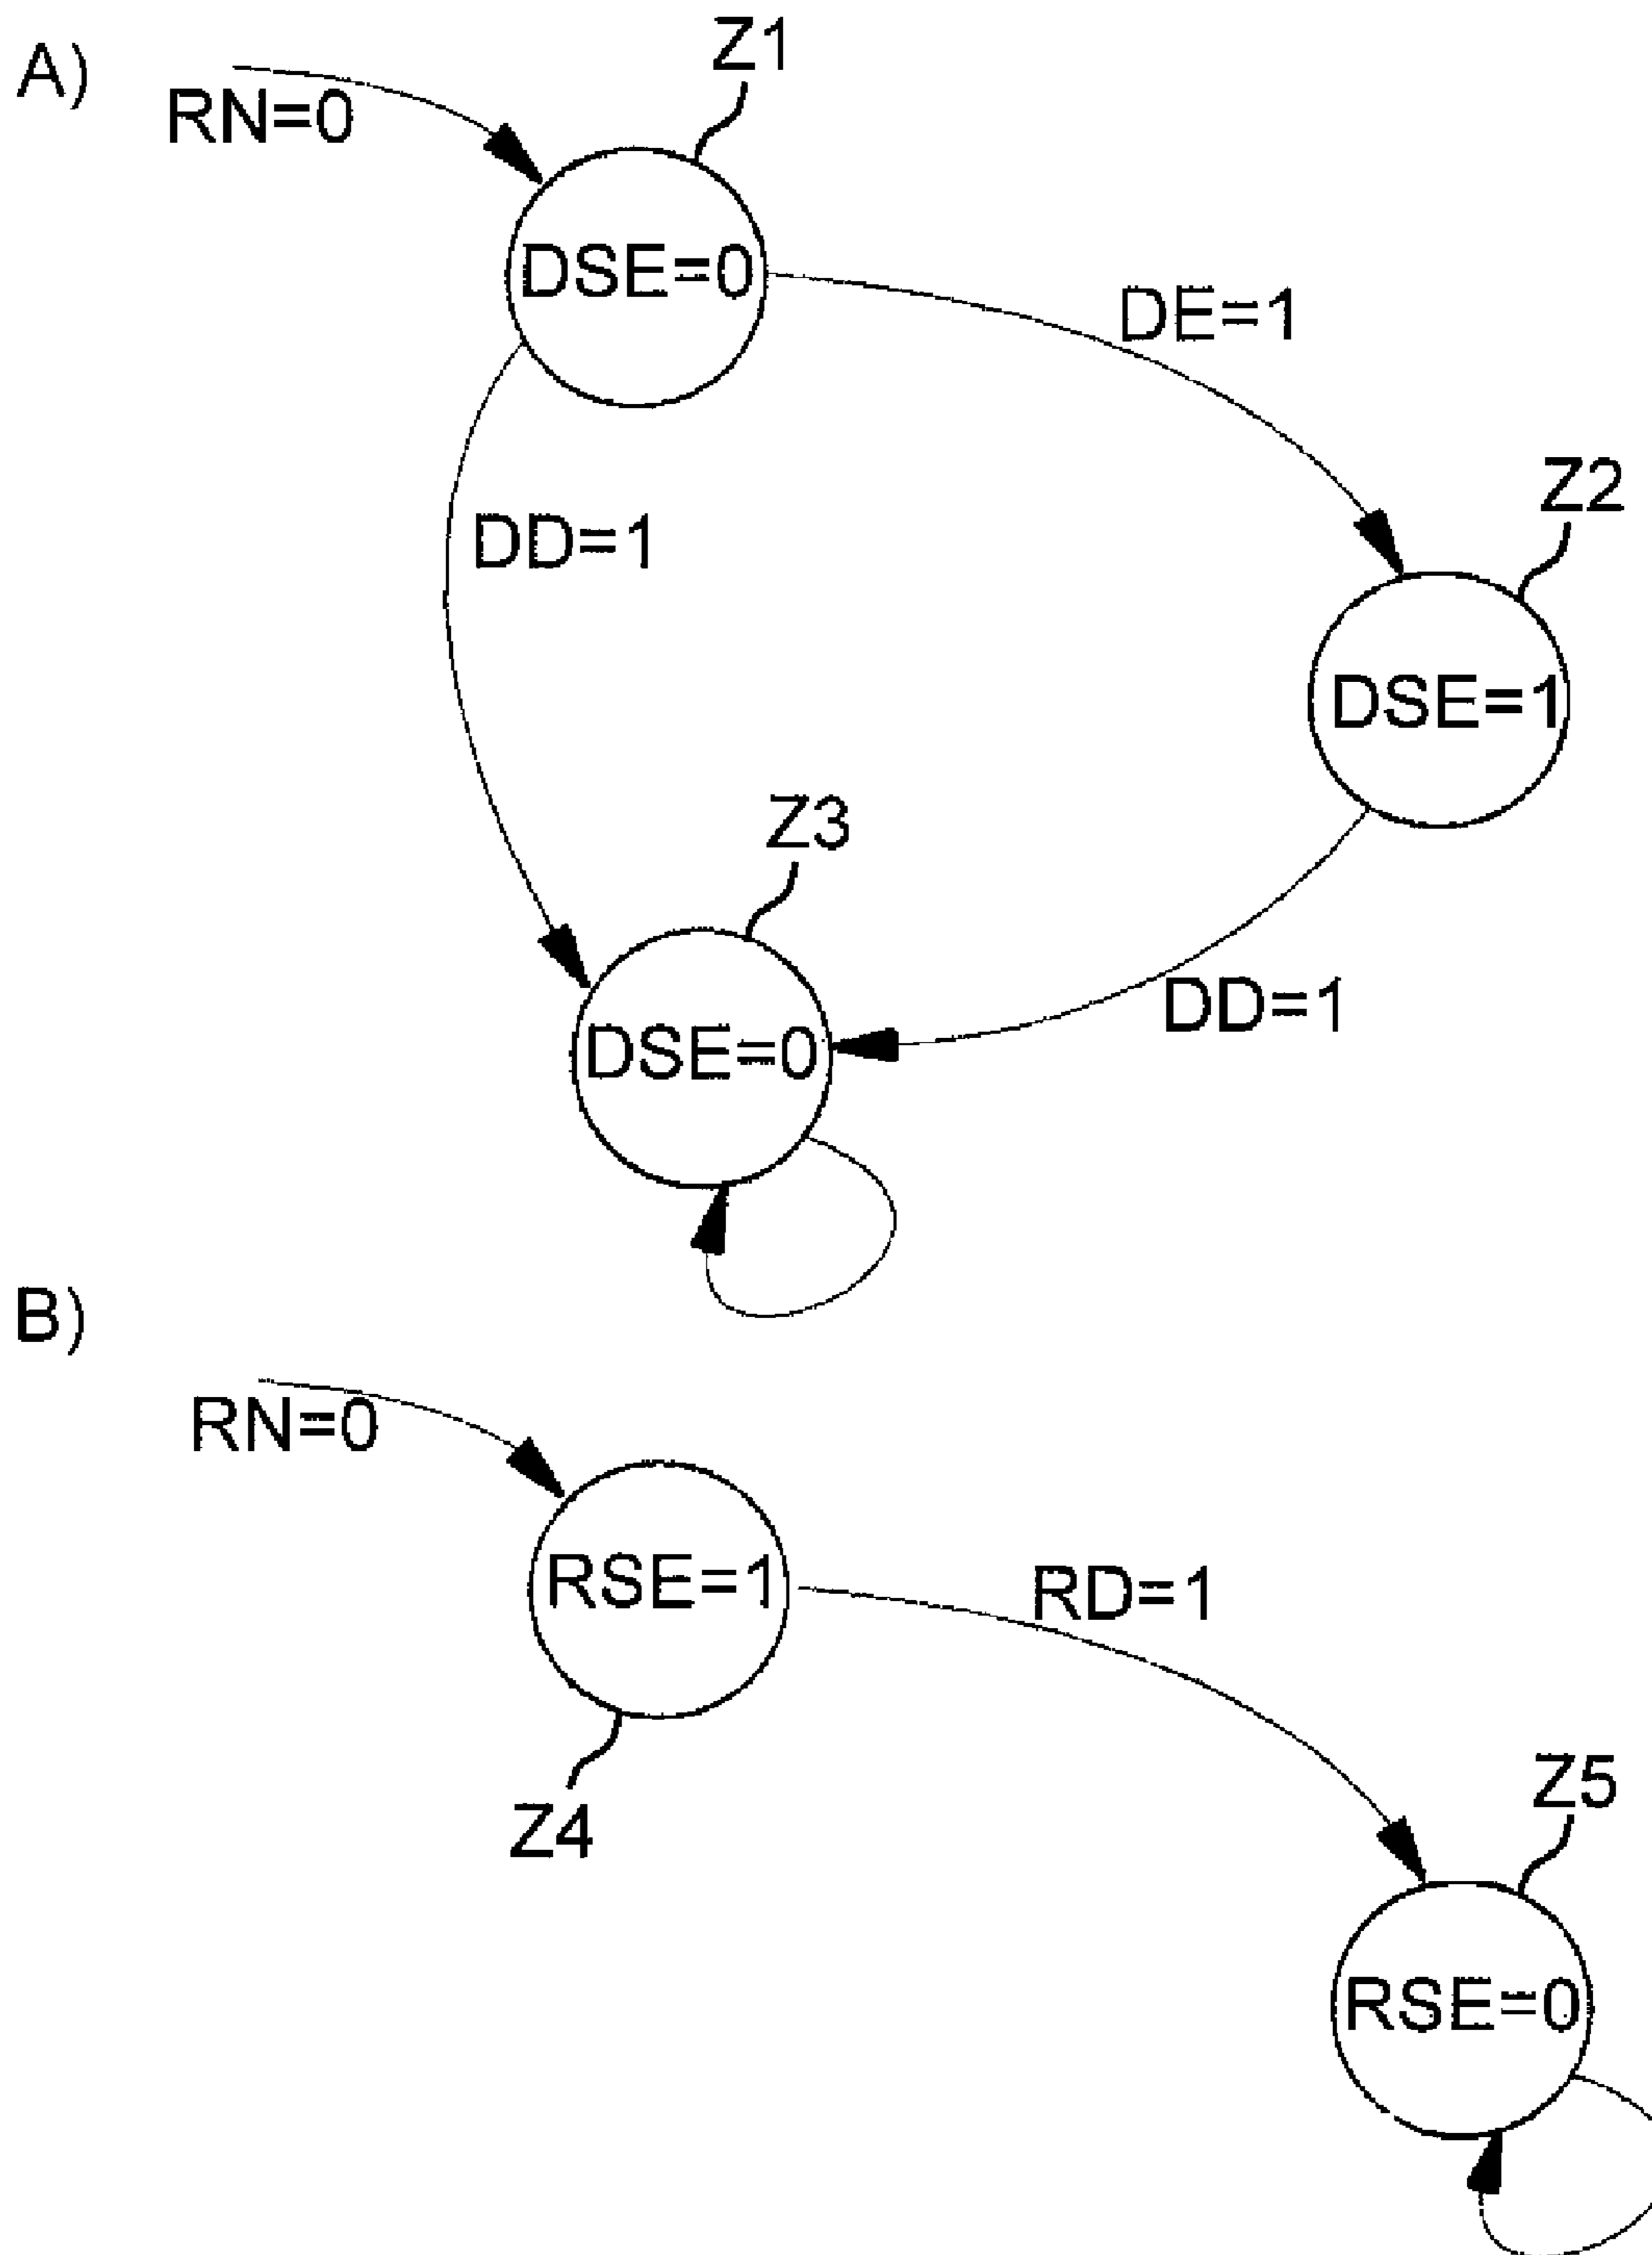 A)
RN=0
Z1
DSE=0
DE=1
DD=1
Z2
DSE=1
Z3
DSE=0
DD=1
B)
RN=0
RSE=1
RD=1
Z4
Z5
RSE=0